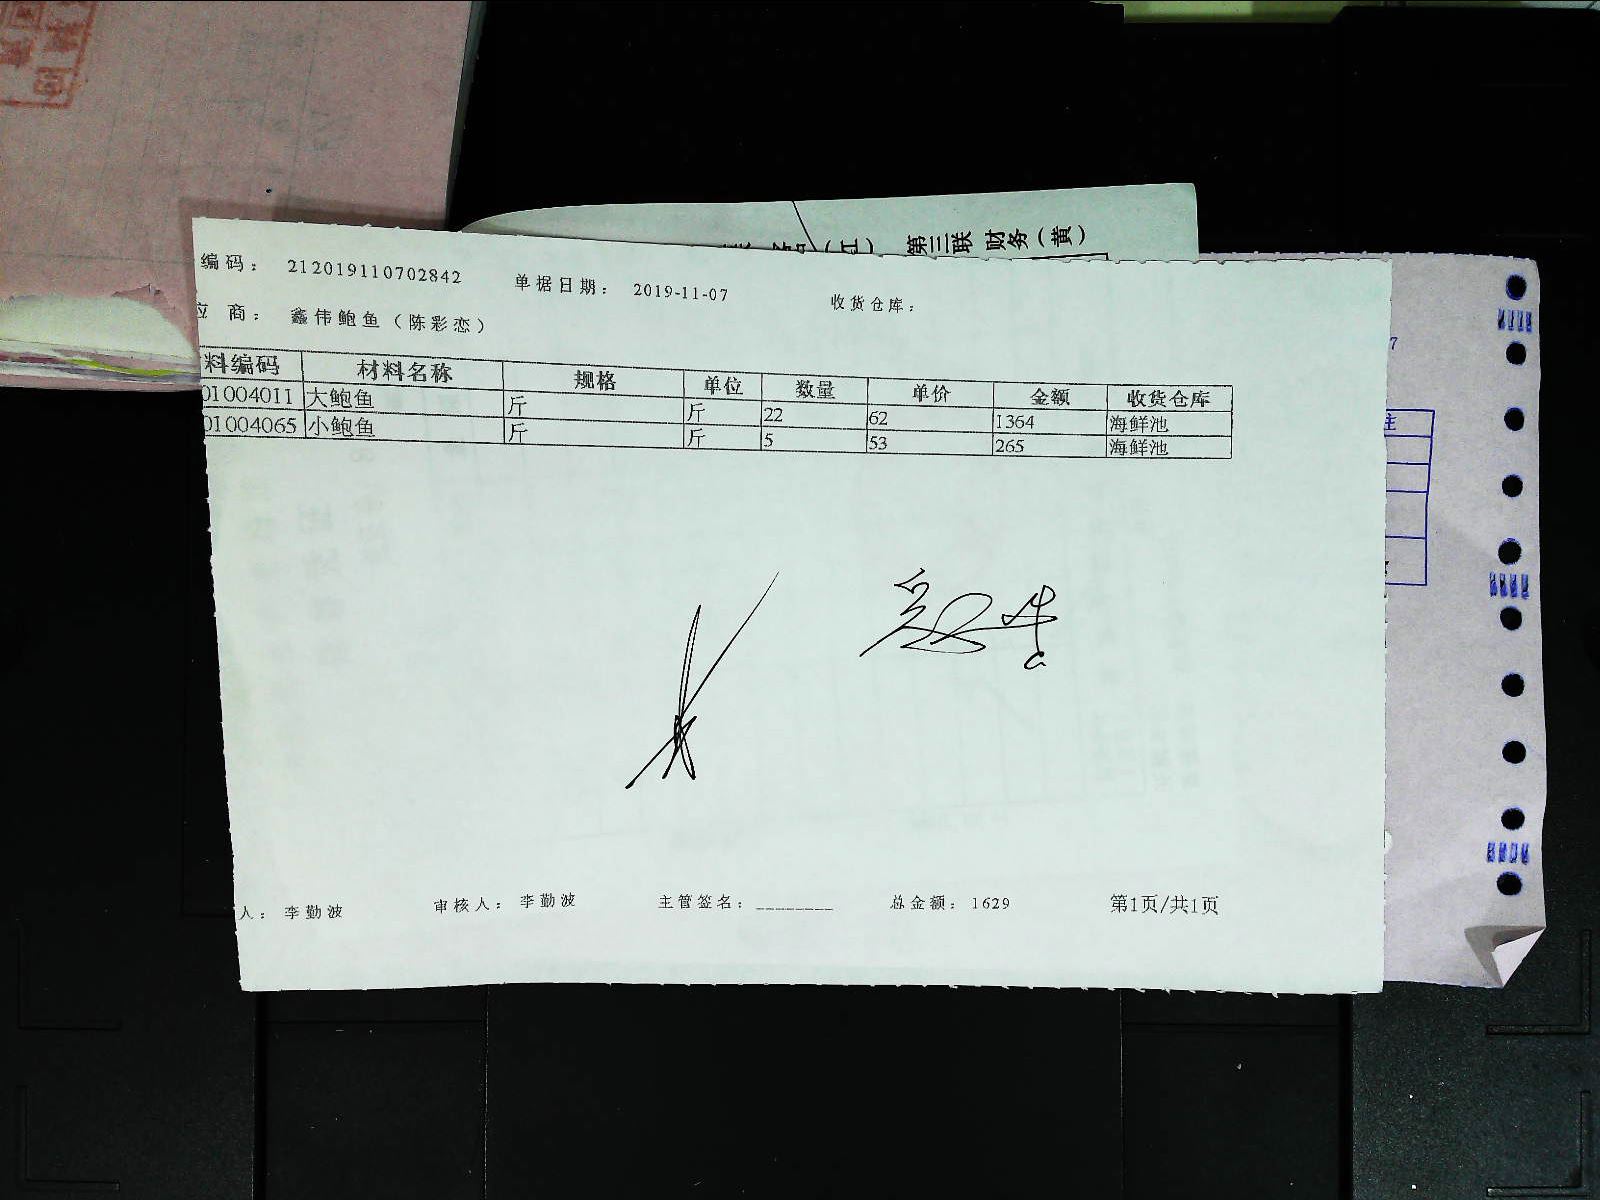 第三联 财务（黄）
编码： 212019110702842 单据日期： 2019-11-07 收货仓库：
应 商： 鑫伟鲍鱼（陈彩恋）
料编码 材料名称 规格 单位 数量 单价 金额 收货仓库
01004011 大鲍鱼 斤 斤 22 62 1364 海鲜池
01004065 小鲍鱼 斤 斤 5 53 265 海鲜池
人： 李勤波 审核人： 李勤波 主管签名：________ 总金额： 1629 第1页/共1页
7
注